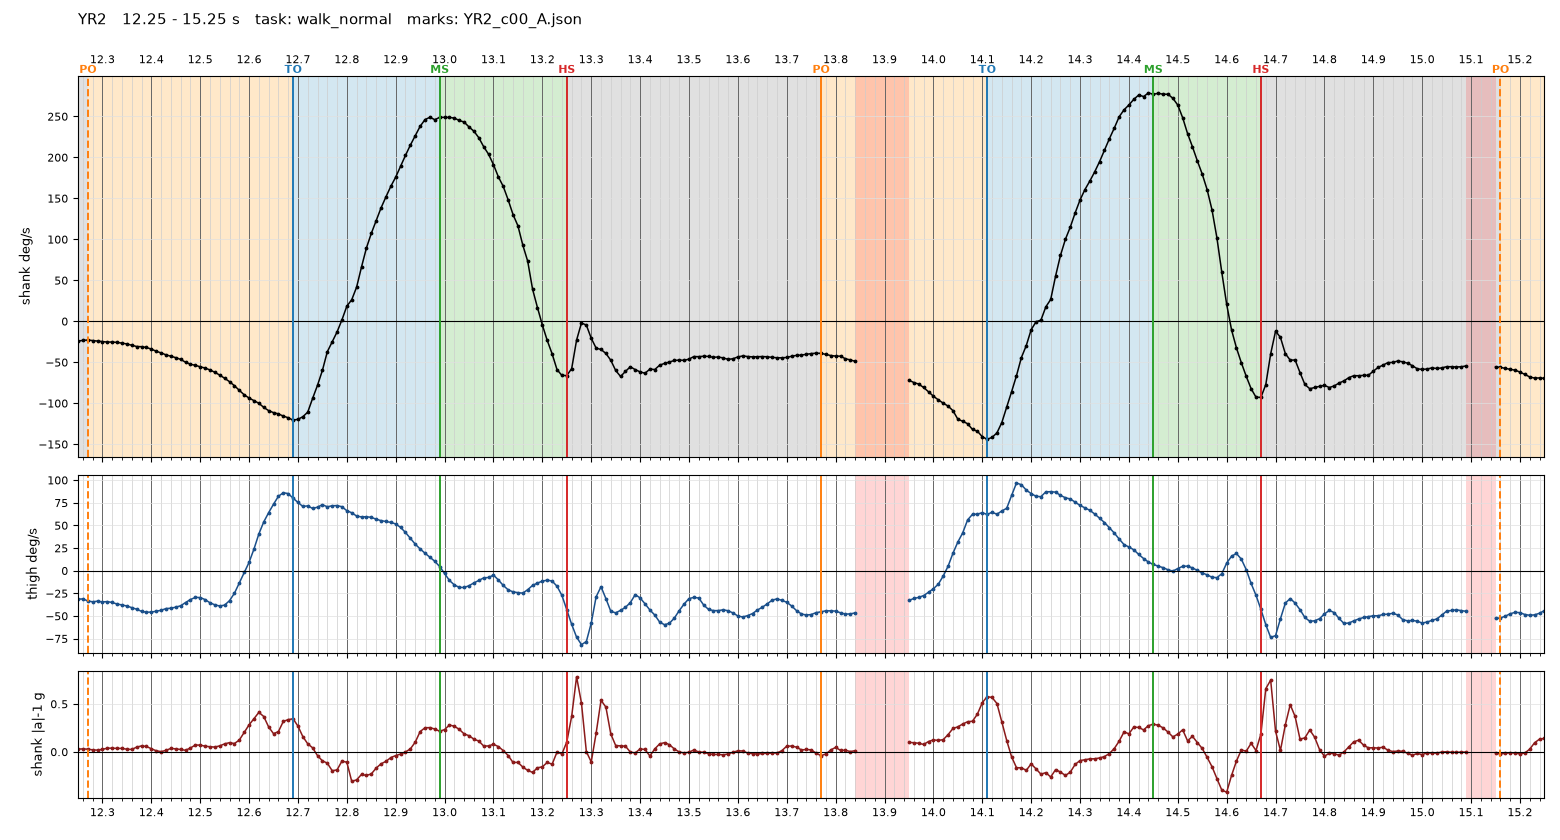 YR2 12.25 - 15.25 s task: walk_normal marks: YR2_c00_A.json
12.3 12.4 12.5 12.6 12.7 12.8 12.9 13.0 13.1 13.2 13.3 13.4 13.5 13.6 13.7 13.8 13.9 14.0 14.1 14.2 14.3 14.4 14.5 14.6 14.7 14.8 14.9 15.0 15.1 15.2
PO TO MS HS PO TO MS HS PO
shank deg/s
250
200
150
100
50
0
−50
−100
−150
thigh deg/s
100
75
50
25
0
−25
−50
−75
shank |a|-1 g
0.5
0.0
12.3 12.4 12.5 12.6 12.7 12.8 12.9 13.0 13.1 13.2 13.3 13.4 13.5 13.6 13.7 13.8 13.9 14.0 14.1 14.2 14.3 14.4 14.5 14.6 14.7 14.8 14.9 15.0 15.1 15.2